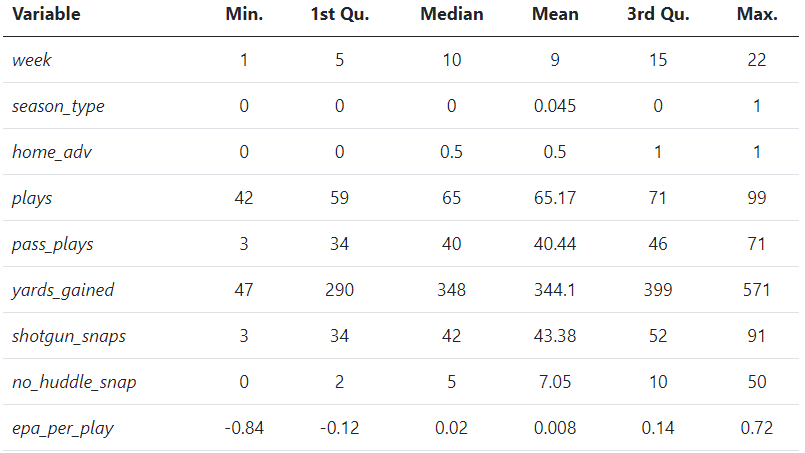 Variable Min. 1st Qu. Median Mean 3rd Qu. Max.
week 1 5 10 9 15 22
season_type 0 0 0 0.045 0 1
home_adv 0 0 0.5 0.5 1 1
plays 42 59 65 65.17 71 99
pass_plays 3 34 40 40.44 46 71
yards_gained 47 290 348 344.1 399 571
shotgun_snaps 3 34 42 43.38 52 91
no_huddle_snap 0 2 5 7.05 10 50
epa_per_play -0.84 -0.12 0.02 0.008 0.14 0.72